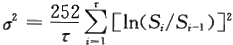 σ² = 252/τ ∑_{i=1}^{τ} [ln(S_i/S_{i-1})]²